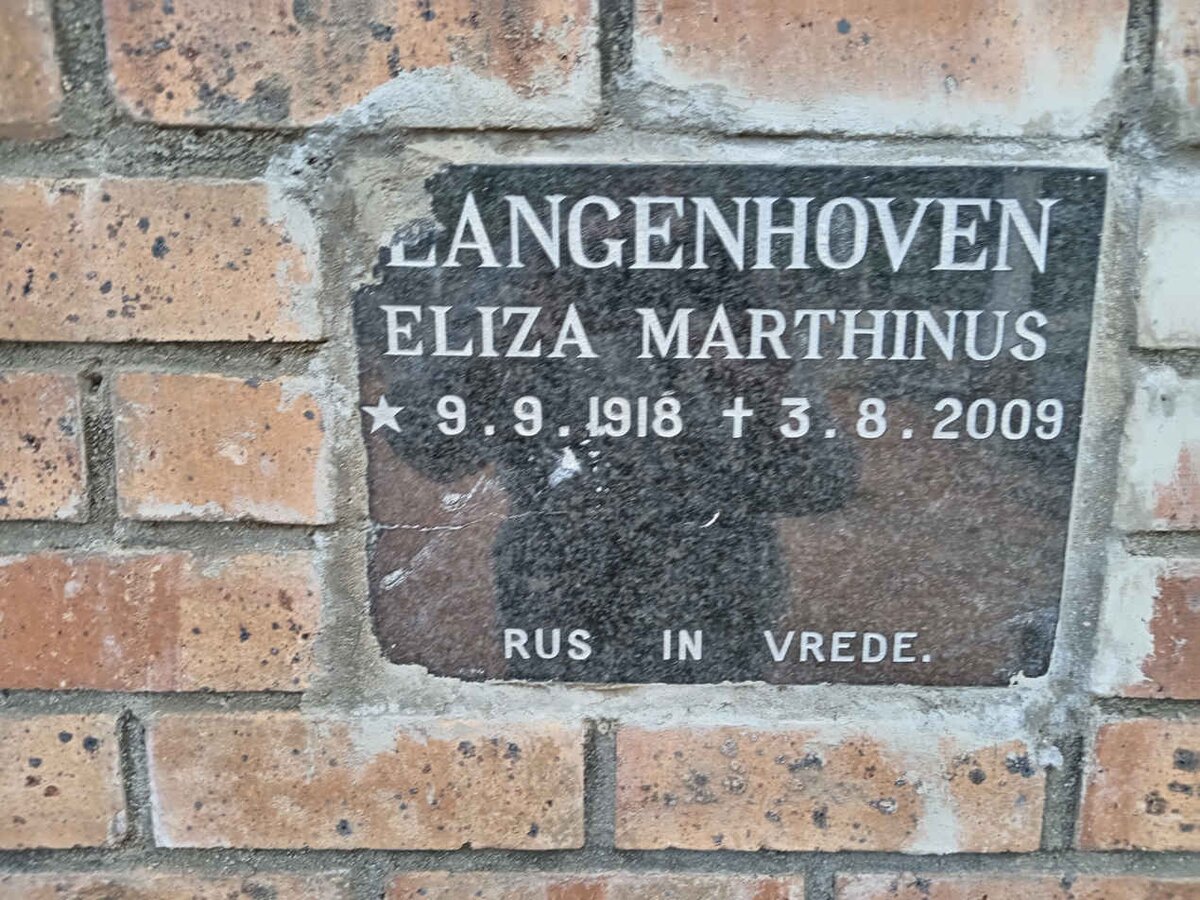 LANGENHOVEN
ELIZA MARTHINUS
★ 9.9.1918 ✝ 3.8.2009
RUS IN VREDE.